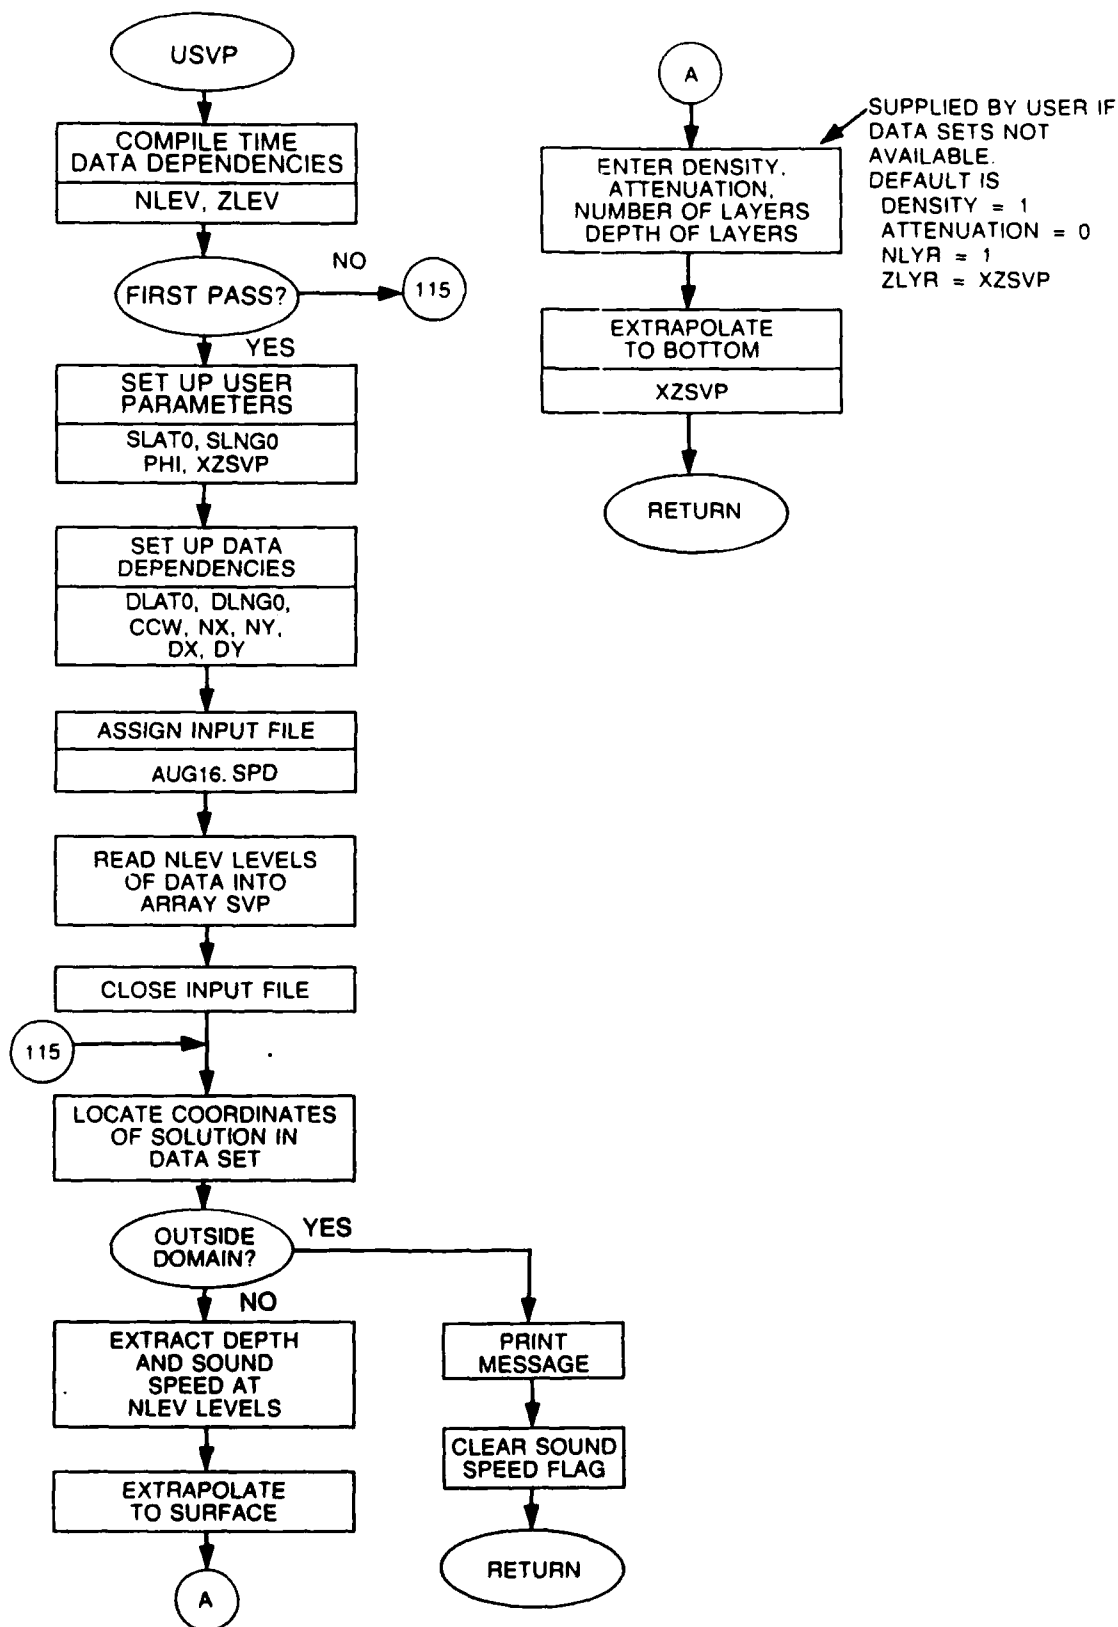 USVP
COMPILE TIME
DATA DEPENDENCIES
NLEV, ZLEV
FIRST PASS?
NO
115
YES
SET UP USER
PARAMETERS
SLAT0, SLNG0
PHI, XZSVP
SET UP DATA
DEPENDENCIES
DLAT0, DLNG0,
CCW, NX, NY,
DX, DY
ASSIGN INPUT FILE
AUG16. SPD
READ NLEV LEVELS
OF DATA INTO
ARRAY SVP
CLOSE INPUT FILE
115
LOCATE COORDINATES
OF SOLUTION IN
DATA SET
OUTSIDE
DOMAIN?
YES
NO
EXTRACT DEPTH
AND SOUND
SPEED AT
NLEV LEVELS
EXTRAPOLATE
TO SURFACE
A
PRINT
MESSAGE
CLEAR SOUND
SPEED FLAG
RETURN
A
ENTER DENSITY,
ATTENUATION,
NUMBER OF LAYERS
DEPTH OF LAYERS
SUPPLIED BY USER IF
DATA SETS NOT
AVAILABLE.
DEFAULT IS
DENSITY = 1
ATTENUATION = 0
NLYR = 1
ZLYR = XZSVP
EXTRAPOLATE
TO BOTTOM
XZSVP
RETURN